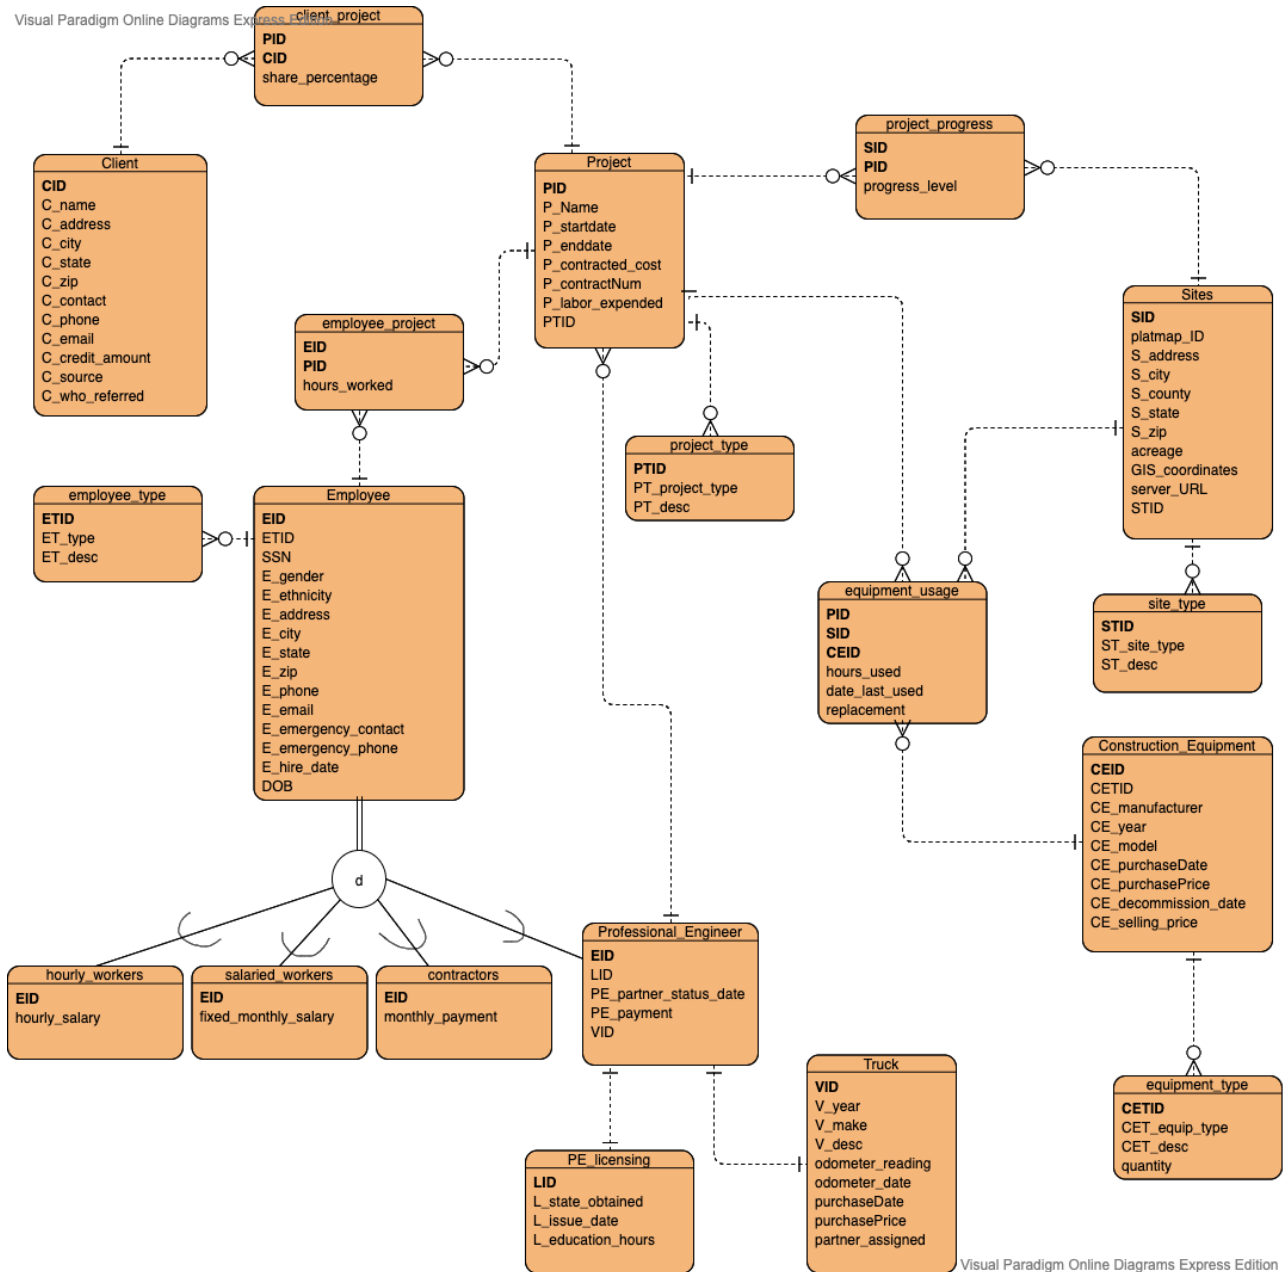 Visual Paradigm Online Diagrams Express Edition
client_project
PID
CID
share_percentage
project_progress
SID
PID
progress_level
Client
CID
C_name
C_address
C_city
C_state
C_zip
C_contact
C_phone
C_email
C_credit_amount
C_source
C_who_referred
Project
PID
P_Name
P_startdate
P_enddate
P_contracted_cost
P_contractNum
P_labor_expended
PTID
Sites
SID
platmap_ID
S_address
S_city
S_county
S_state
S_zip
acreage
GIS_coordinates
server_URL
STID
employee_project
EID
PID
hours_worked
project_type
PTID
PT_project_type
PT_desc
employee_type
ETID
ET_type
ET_desc
Employee
EID
ETID
SSN
E_gender
E_ethnicity
E_address
E_city
E_state
E_zip
E_phone
E_email
E_emergency_contact
E_emergency_phone
E_hire_date
DOB
equipment_usage
PID
SID
CEID
hours_used
date_last_used
replacement
site_type
STID
ST_site_type
ST_desc
Construction_Equipment
CEID
CETID
CE_manufacturer
CE_year
CE_model
CE_purchaseDate
CE_purchasePrice
CE_decommission_date
CE_selling_price
d
hourly_workers
EID
hourly_salary
salaried_workers
EID
fixed_monthly_salary
contractors
EID
monthly_payment
Professional_Engineer
EID
LID
PE_partner_status_date
PE_payment
VID
Truck
VID
V_year
V_make
V_desc
odometer_reading
odometer_date
purchaseDate
purchasePrice
partner_assigned
equipment_type
CETID
CET_equip_type
CET_desc
quantity
PE_licensing
LID
L_state_obtained
L_issue_date
L_education_hours
Visual Paradigm Online Diagrams Express Edition